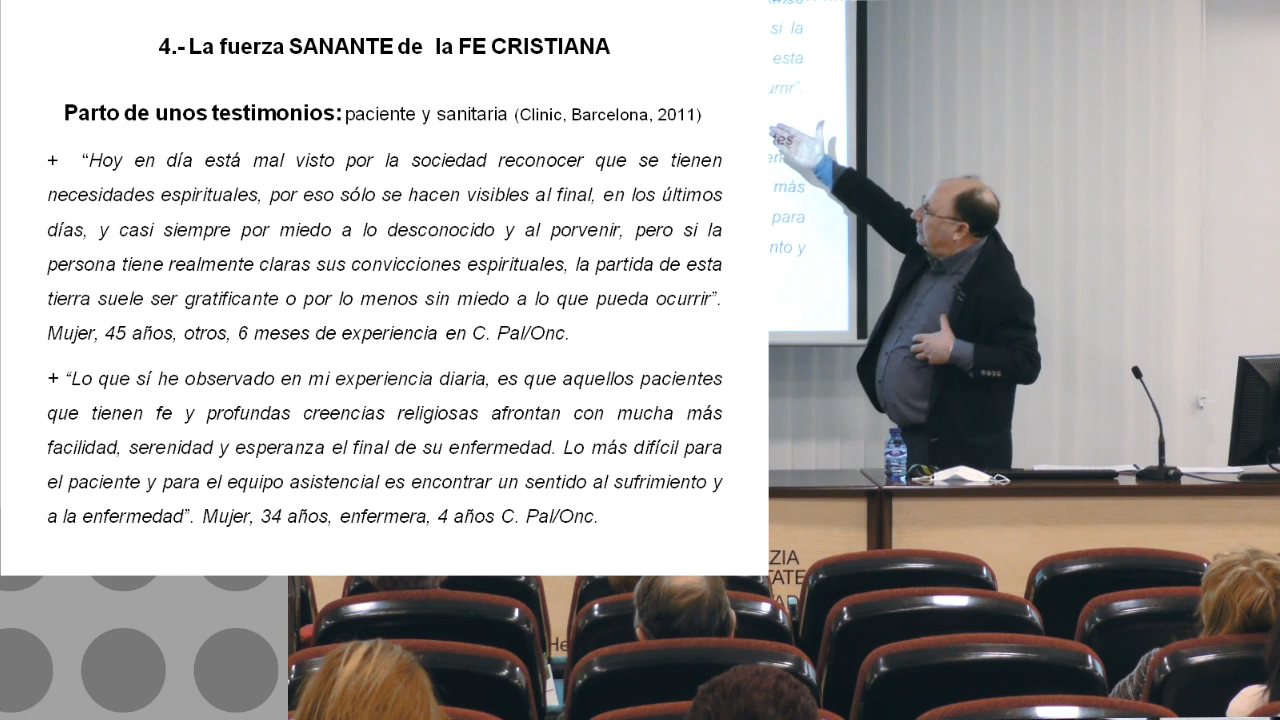 4.- La fuerza SANANTE de la FE CRISTIANA
Parto de unos testimonios: paciente y sanitaria (Clinic, Barcelona, 2011)
+ “Hoy en día está mal visto por la sociedad reconocer que se tienen
necesidades espirituales, por eso sólo se hacen visibles al final, en los últimos
días, y casi siempre por miedo a lo desconocido y al porvenir, pero si la
persona tiene realmente claras sus convicciones espirituales, la partida de esta
tierra suele ser gratificante o por lo menos sin miedo a lo que pueda ocurrir”.
Mujer, 45 años, otros, 6 meses de experiencia en C. Pal/Onc.
+ “Lo que sí he observado en mi experiencia diaria, es que aquellos pacientes
que tienen fe y profundas creencias religiosas afrontan con mucha más
facilidad, serenidad y esperanza el final de su enfermedad. Lo más difícil para
el paciente y para el equipo asistencial es encontrar un sentido al sufrimiento y
a la enfermedad”. Mujer, 34 años, enfermera, 4 años C. Pal/Onc.
si la
esta
urrir”.
más
para
nto y
ZIA
TATE
He